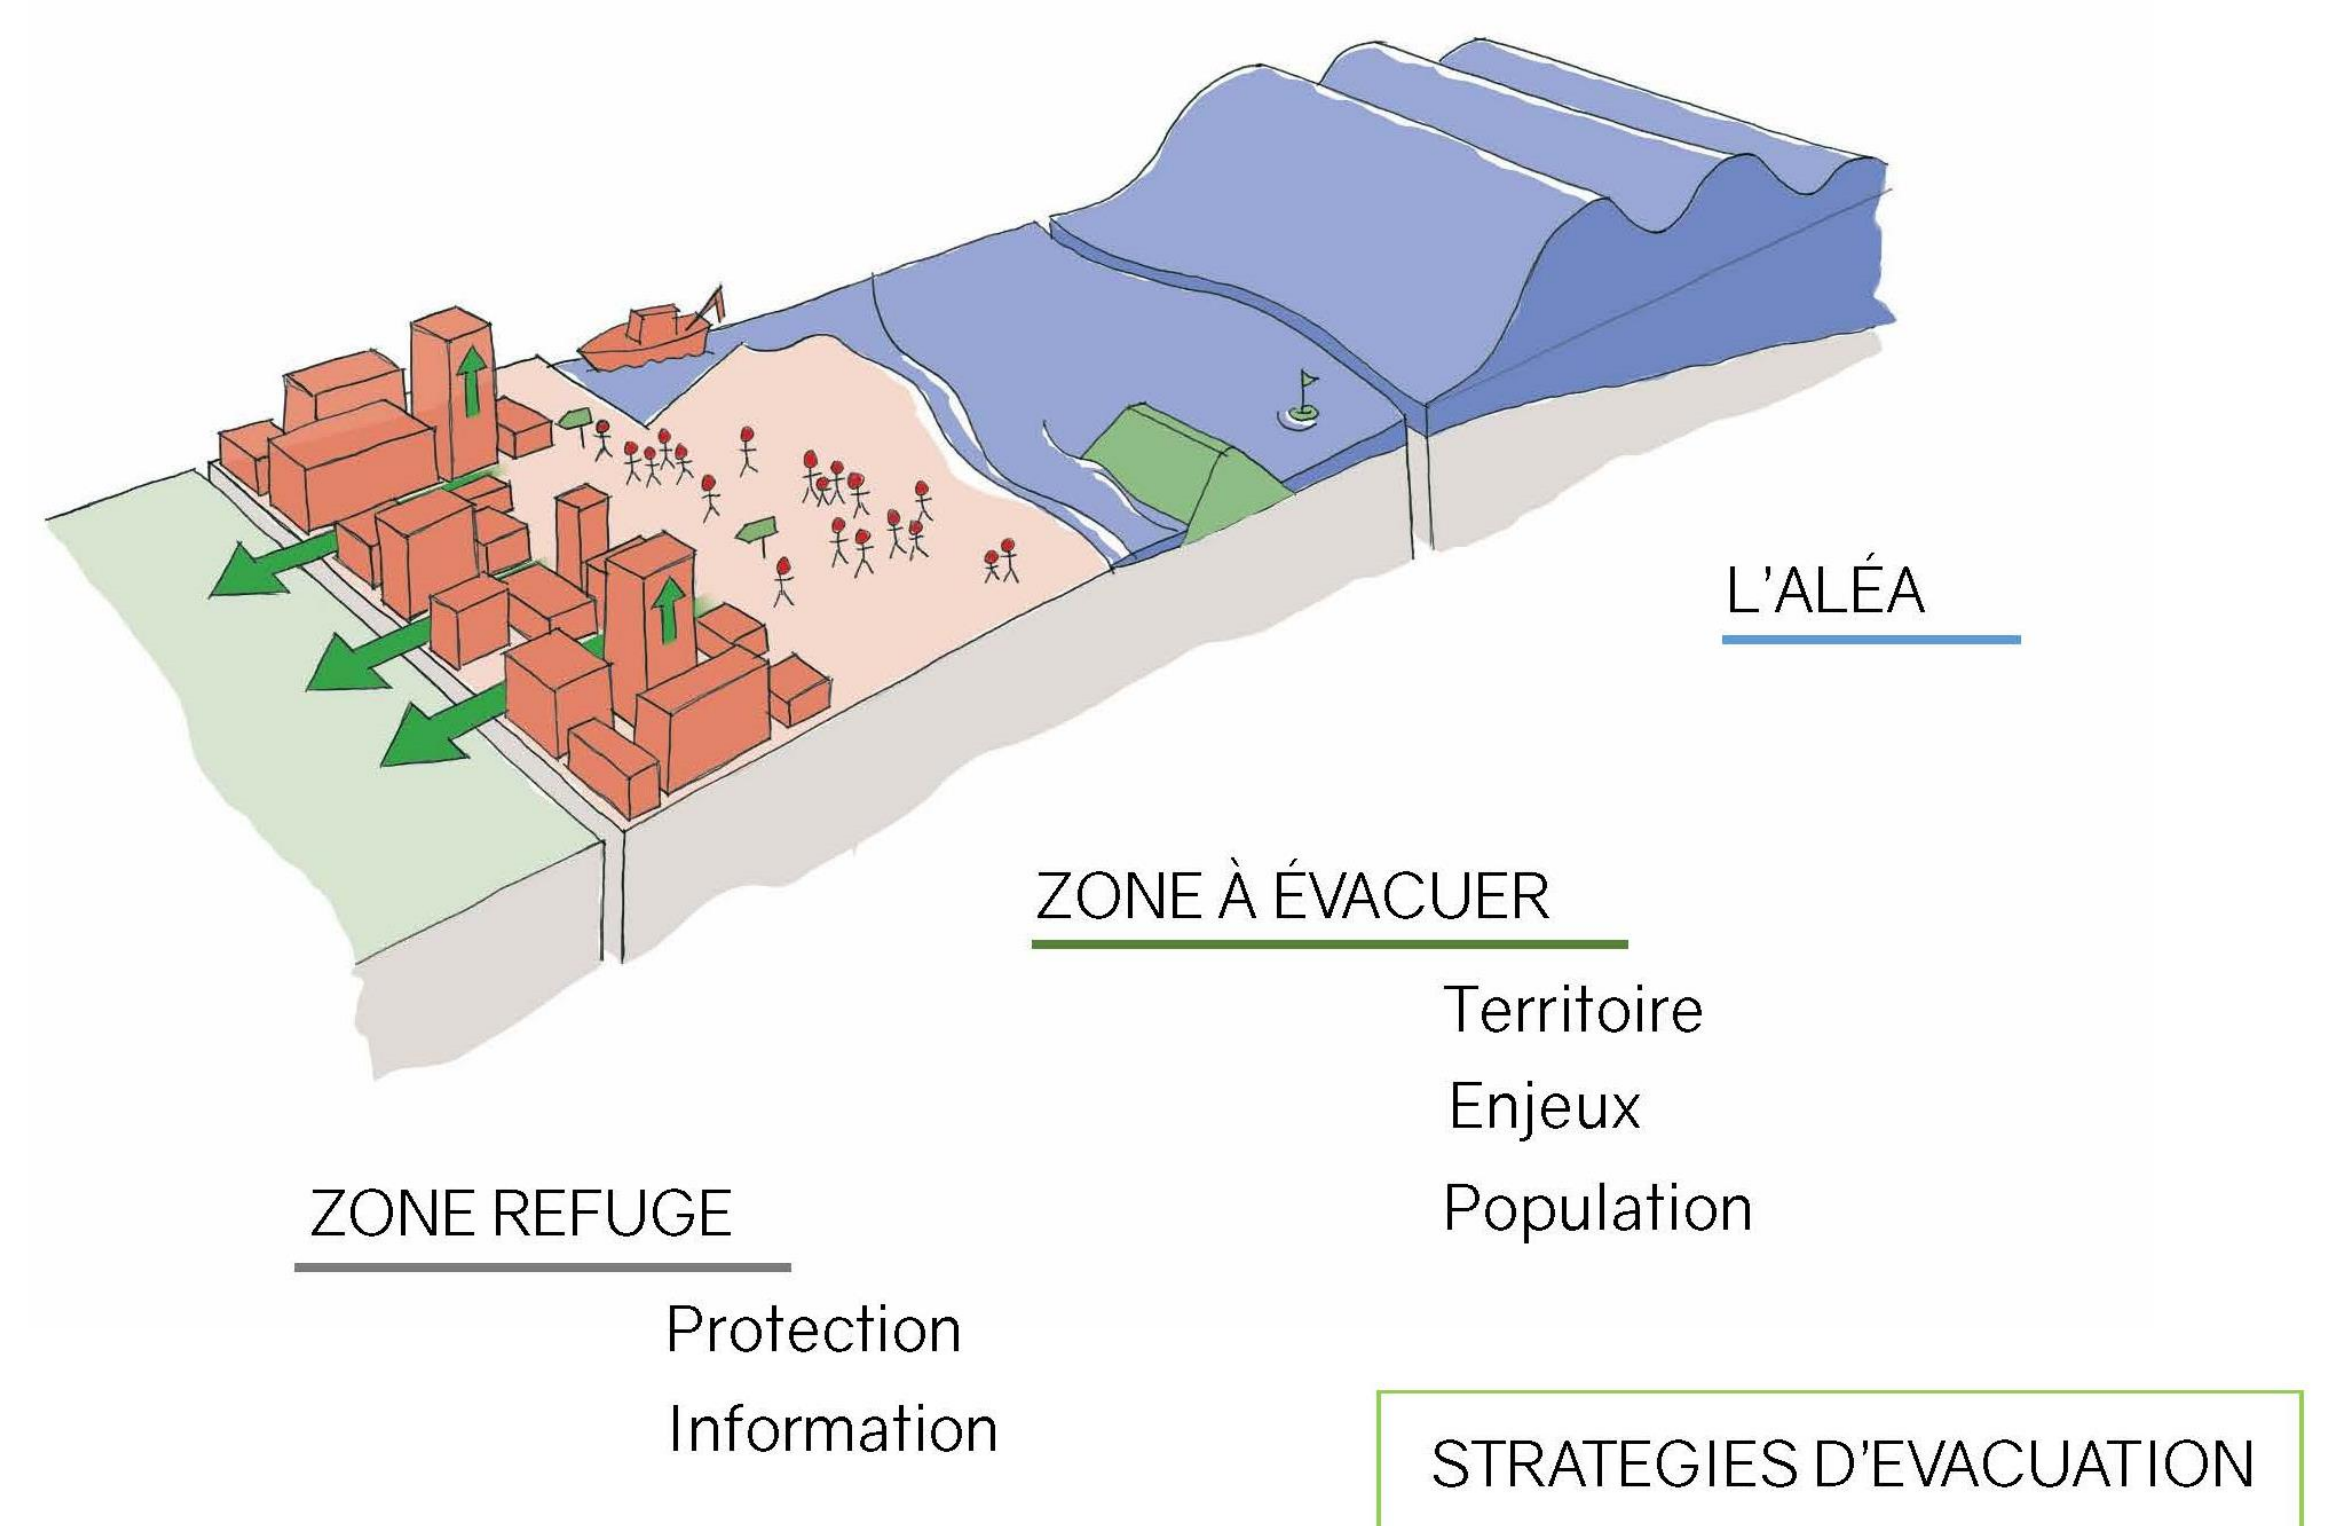 L'ALÉA
ZONE À ÉVACUER
Territoire
Enjeux
Population
ZONE REFUGE
Protection
Information
STRATEGIES D'EVACUATION